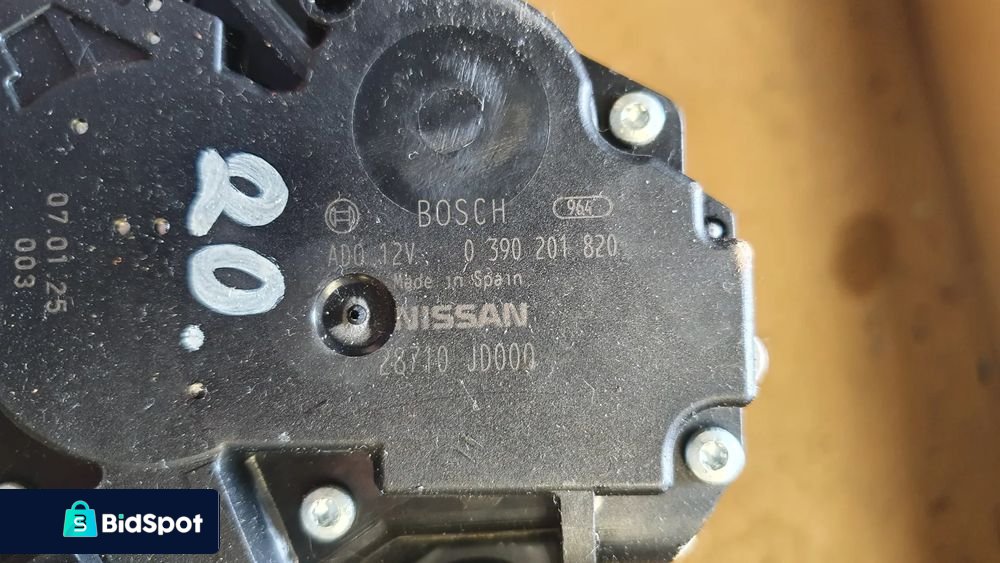 BOSCH 964
AD0 12V 0 390 201 820
Made in Spain
NISSAN
28710 JD000
20.
07.01.25
003
BidSpot